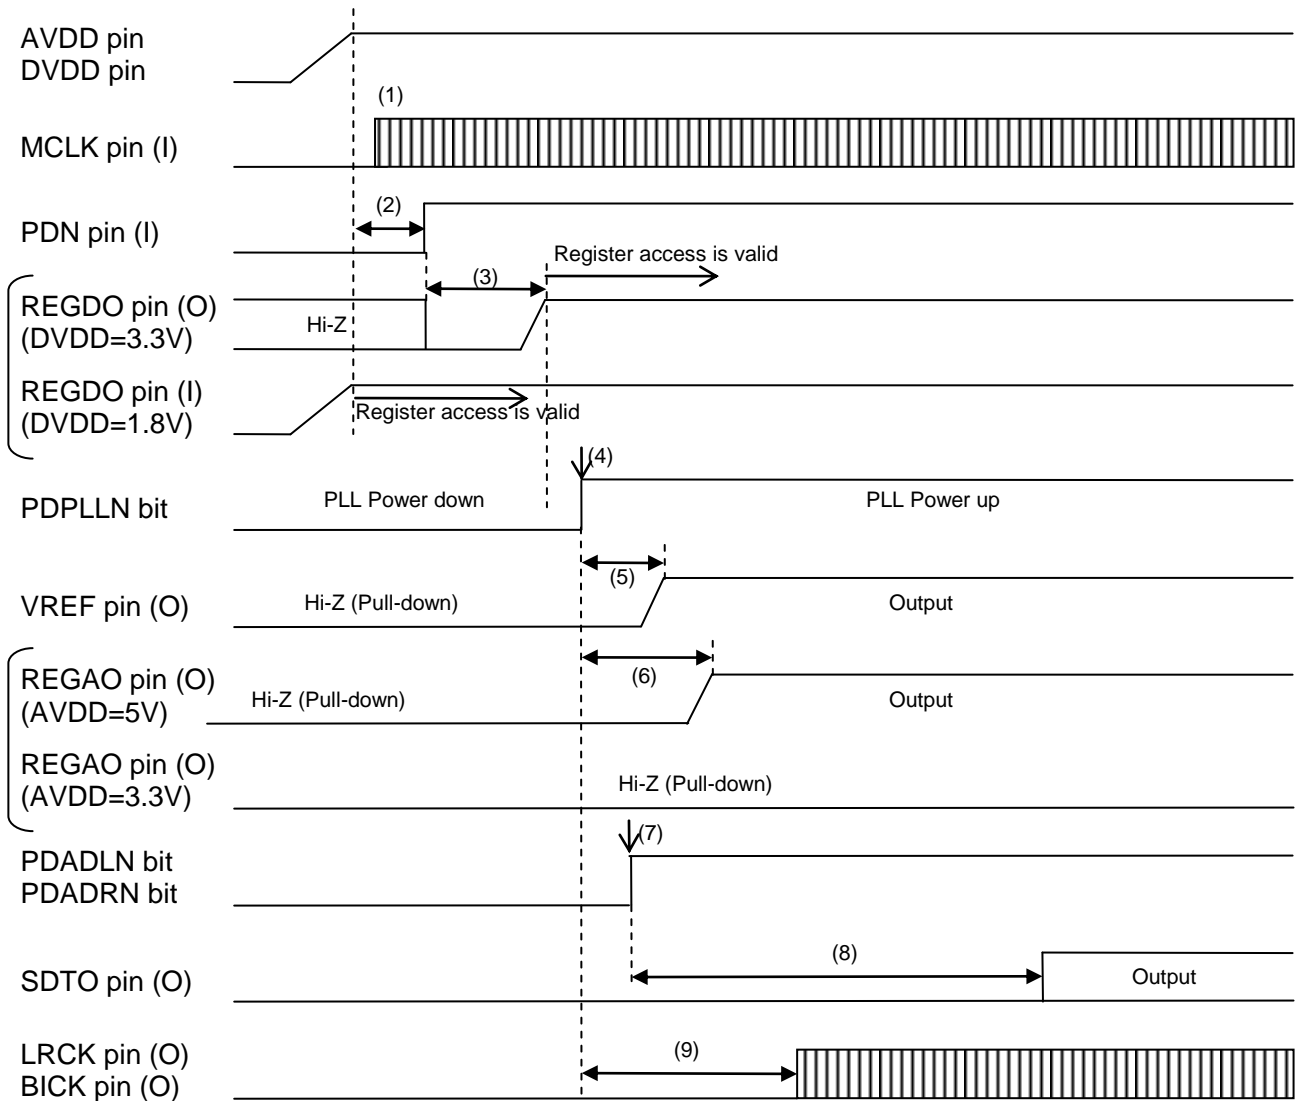 AVDD pin
DVDD pin
(1)
MCLK pin (I)
(2)
PDN pin (I)
Register access is valid
(3)
REGDO pin (O)
(DVDD=3.3V)
Hi-Z
REGDO pin (I)
(DVDD=1.8V)
Register access is valid
(4)
PDPLLN bit
PLL Power down
PLL Power up
(5)
VREF pin (O)
Hi-Z (Pull-down)
Output
(6)
REGAO pin (O)
(AVDD=5V)
Hi-Z (Pull-down)
Output
REGAO pin (O)
(AVDD=3.3V)
Hi-Z (Pull-down)
(7)
PDADLN bit
PDADRN bit
(8)
SDTO pin (O)
Output
(9)
LRCK pin (O)
BICK pin (O)